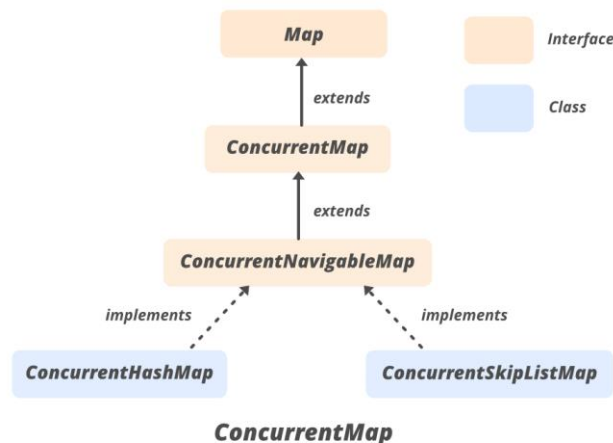 Map
Interface
extends
Class
ConcurrentMap
extends
ConcurrentNavigableMap
implements
implements
ConcurrentHashMap
ConcurrentSkipListMap
ConcurrentMap